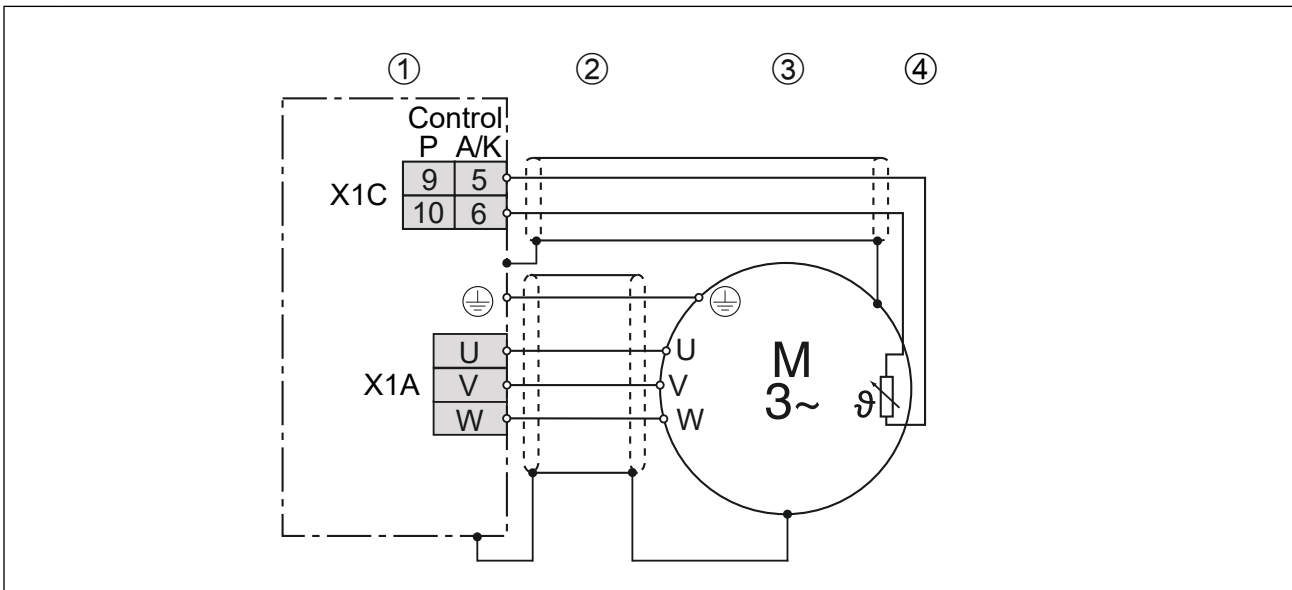 ① ② ③ ④
Control
P A/K
X1C 9 5
10 6
U U
X1A V V
W W
M
3~
ϑ